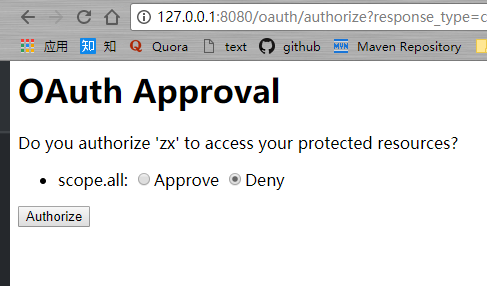 127.0.0.1:8080/oauth/authorize?response_type=c
应用 知 知 Quora text github MVN Maven Repository
OAuth Approval
Do you authorize 'zx' to access your protected resources?
scope.all: Approve Deny
Authorize